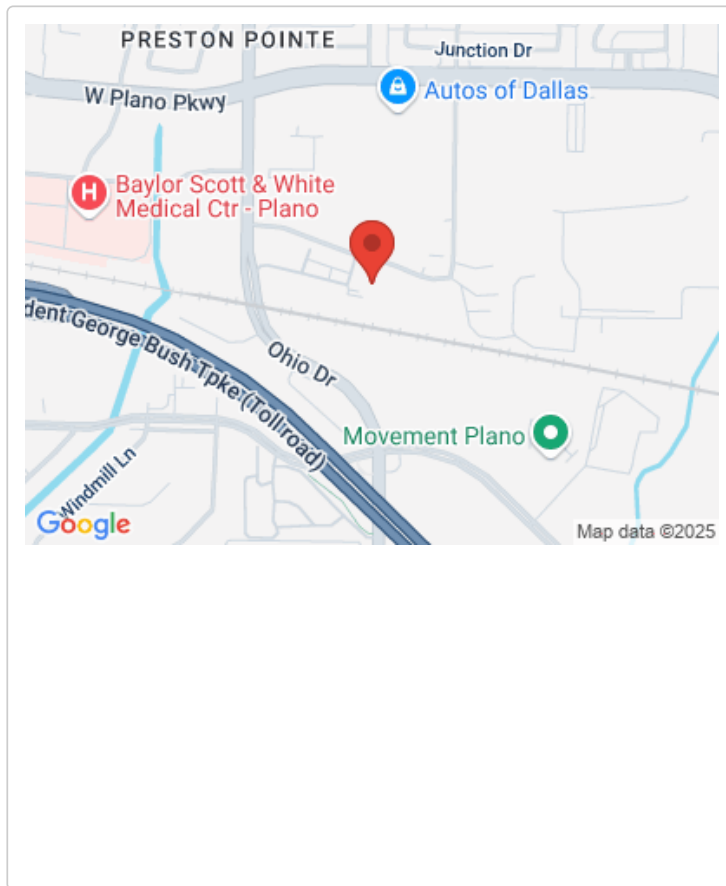 PRESTON POINTE
Junction Dr
W Plano Pkwy
Autos of Dallas
H
Baylor Scott & White
Medical Ctr - Plano
dent George Bush Tpke (Tollroad)
Ohio Dr
Movement Plano
Windmill Ln
Google
Map data ©2025